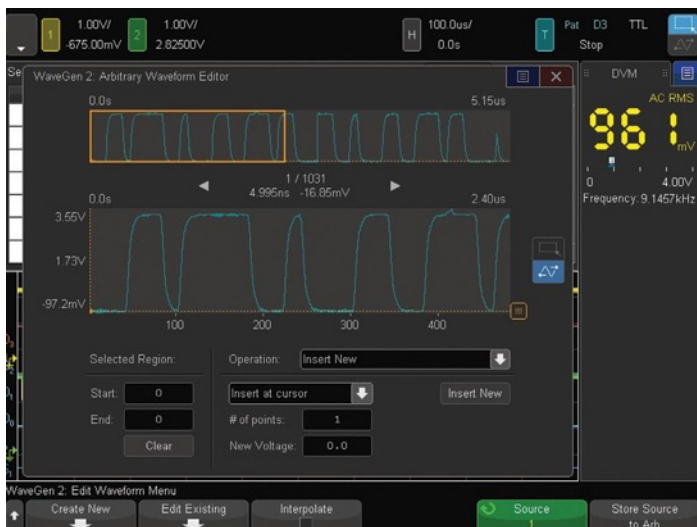 1 1.00V/ -675.00mV
2 1.00V/ 2.82500V
H 100.0us/ 0.0s
T Pat D3 TTL
Stop
Se
WaveGen 2: Arbitrary Waveform Editor
DVM
0.0s 5.15us
AC RMS
961 mV
0 4.00V
Frequency: 9.1457kHz
1 / 1031
4.995ns -16.85mV
0.0s 2.40us
3.55V
1.73V
-97.2mV
100 200 300 400
Selected Region:
Start: 0
End: 0
Clear
Operation: Insert New
Insert at cursor
Insert New
# of points: 1
New Voltage: 0.0
WaveGen 2: Edit Waveform Menu
Create New
Edit Existing
Interpolate
Source
1
Store Source
to Arb